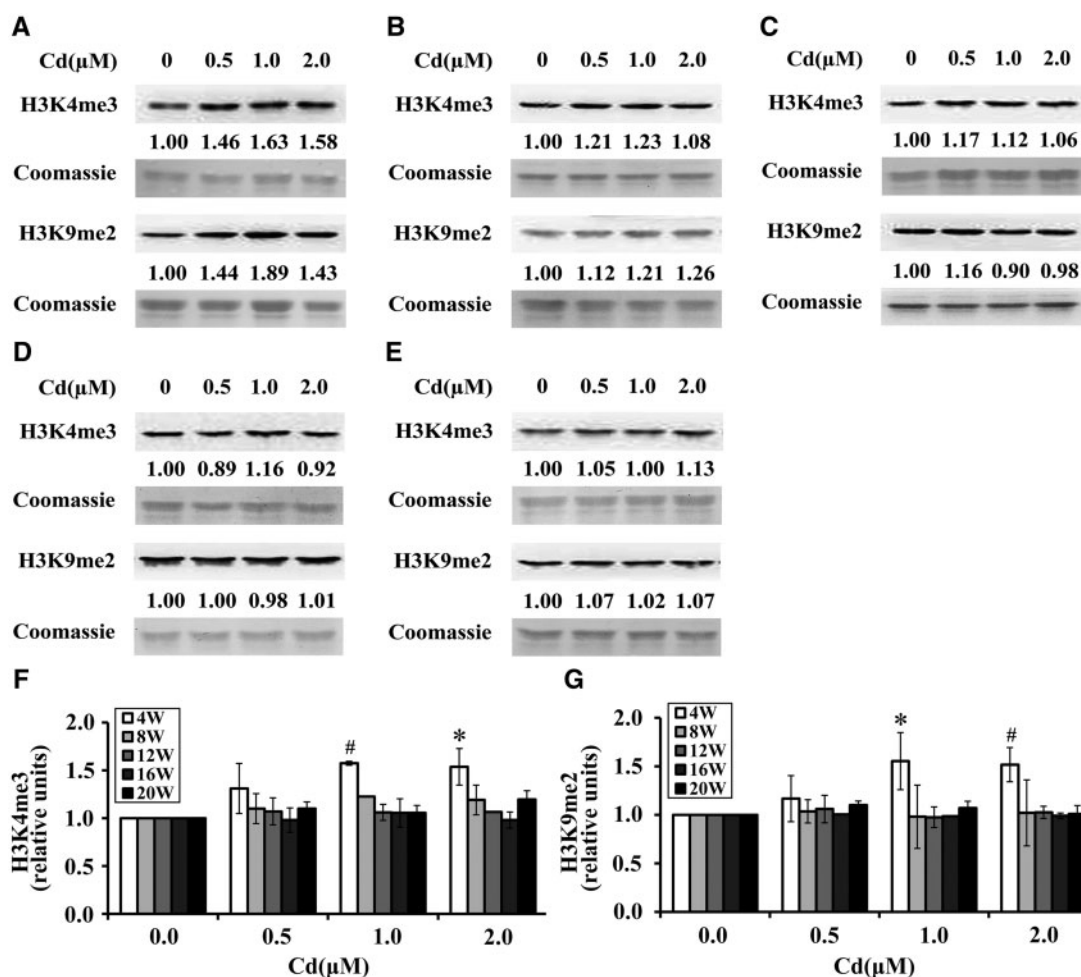 A
Cd(µM) 0 0.5 1.0 2.0
H3K4me3
1.00 1.46 1.63 1.58
Coomassie
H3K9me2
1.00 1.44 1.89 1.43
Coomassie
B
Cd(µM) 0 0.5 1.0 2.0
H3K4me3
1.00 1.21 1.23 1.08
Coomassie
H3K9me2
1.00 1.12 1.21 1.26
Coomassie
C
Cd(µM) 0 0.5 1.0 2.0
H3K4me3
1.00 1.17 1.12 1.06
Coomassie
H3K9me2
1.00 1.16 0.90 0.98
Coomassie
D
Cd(µM) 0 0.5 1.0 2.0
H3K4me3
1.00 0.89 1.16 0.92
Coomassie
H3K9me2
1.00 1.00 0.98 1.01
Coomassie
E
Cd(µM) 0 0.5 1.0 2.0
H3K4me3
1.00 1.05 1.00 1.13
Coomassie
H3K9me2
1.00 1.07 1.02 1.07
Coomassie
F
H3K4me3
(relative units)
2.0
1.5
1.0
0.5
0.0
4W
8W
12W
16W
20W
#
*
0.0 0.5 1.0 2.0
Cd(µM)
G
H3K9me2
(relative units)
2.0
1.5
1.0
0.5
0.0
4W
8W
12W
16W
20W
*
#
0.0 0.5 1.0 2.0
Cd(µM)